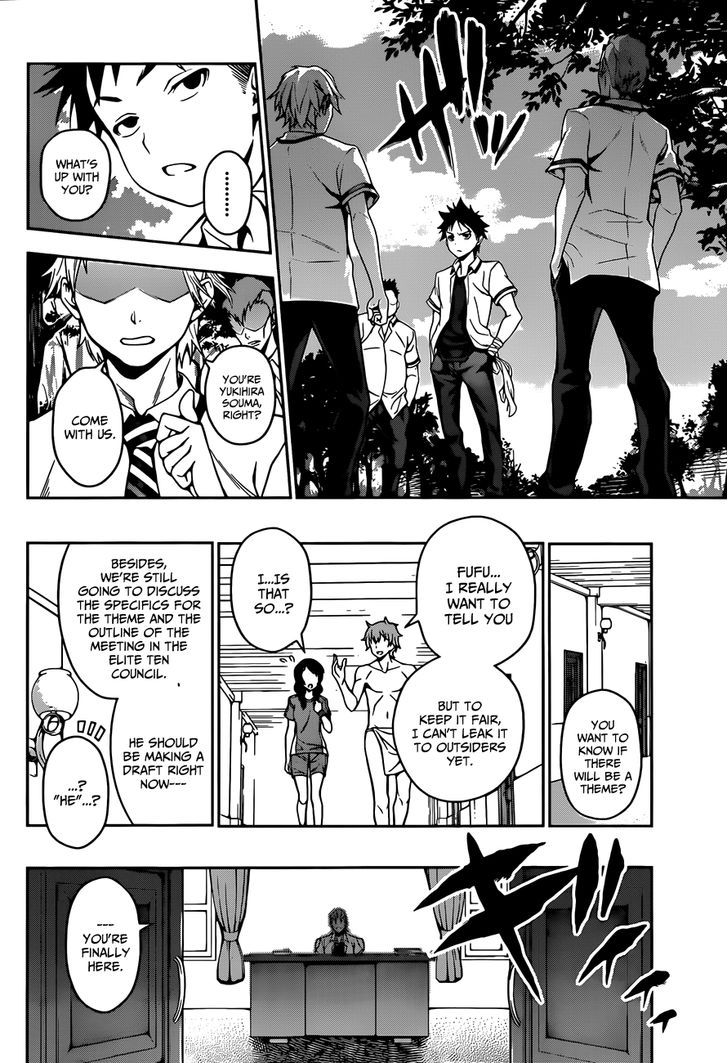 .........
WHAT'S
UP WITH
YOU?
YOU'RE
YUKIHIRA
SOUMA,
RIGHT?
COME
WITH US.
YOU
WANT TO
KNOW IF
THERE
WILL BE A
THEME?
FUFU...
I REALLY
WANT TO
TELL YOU
BUT TO
KEEP IT FAIR,
I CAN'T LEAK IT
TO OUTSIDERS
YET.
I...IS
THAT
SO...?
BESIDES,
WE'RE STILL
GOING TO DISCUSS
THE SPECIFICS FOR
THE THEME AND THE
OUTLINE OF THE
MEETING IN THE
ELITE TEN
COUNCIL.
HE SHOULD
BE MAKING A
DRAFT RIGHT
NOW---
...?
"HE"...?
---
YOU'RE
FINALLY
HERE.